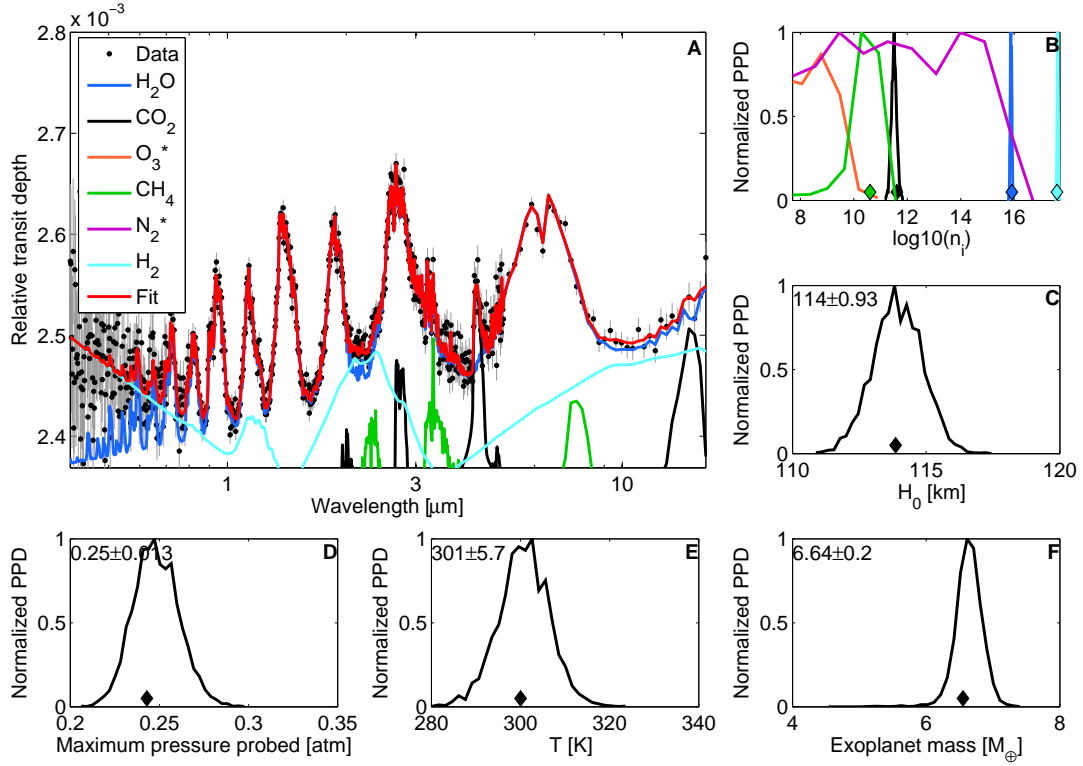 x 10⁻³
2.8
2.7
2.6
2.5
2.4
Relative transit depth
A
Data
H₂O
CO₂
O₃*
CH₄
N₂*
H₂
Fit
1
3
10
Wavelength [μm]
B
1
0.5
0
Normalized PPD
8
10
12
14
16
log10(nᵢ)
C
114±0.93
1
0.5
0
Normalized PPD
110
115
120
H₀ [km]
D
0.25±0.013
1
0.5
0
Normalized PPD
0.2
0.25
0.3
0.35
Maximum pressure probed [atm]
E
301±5.7
1
0.5
0
Normalized PPD
280
300
320
340
T [K]
F
6.64±0.2
1
0.5
0
Normalized PPD
4
6
8
Exoplanet mass [M⊕]